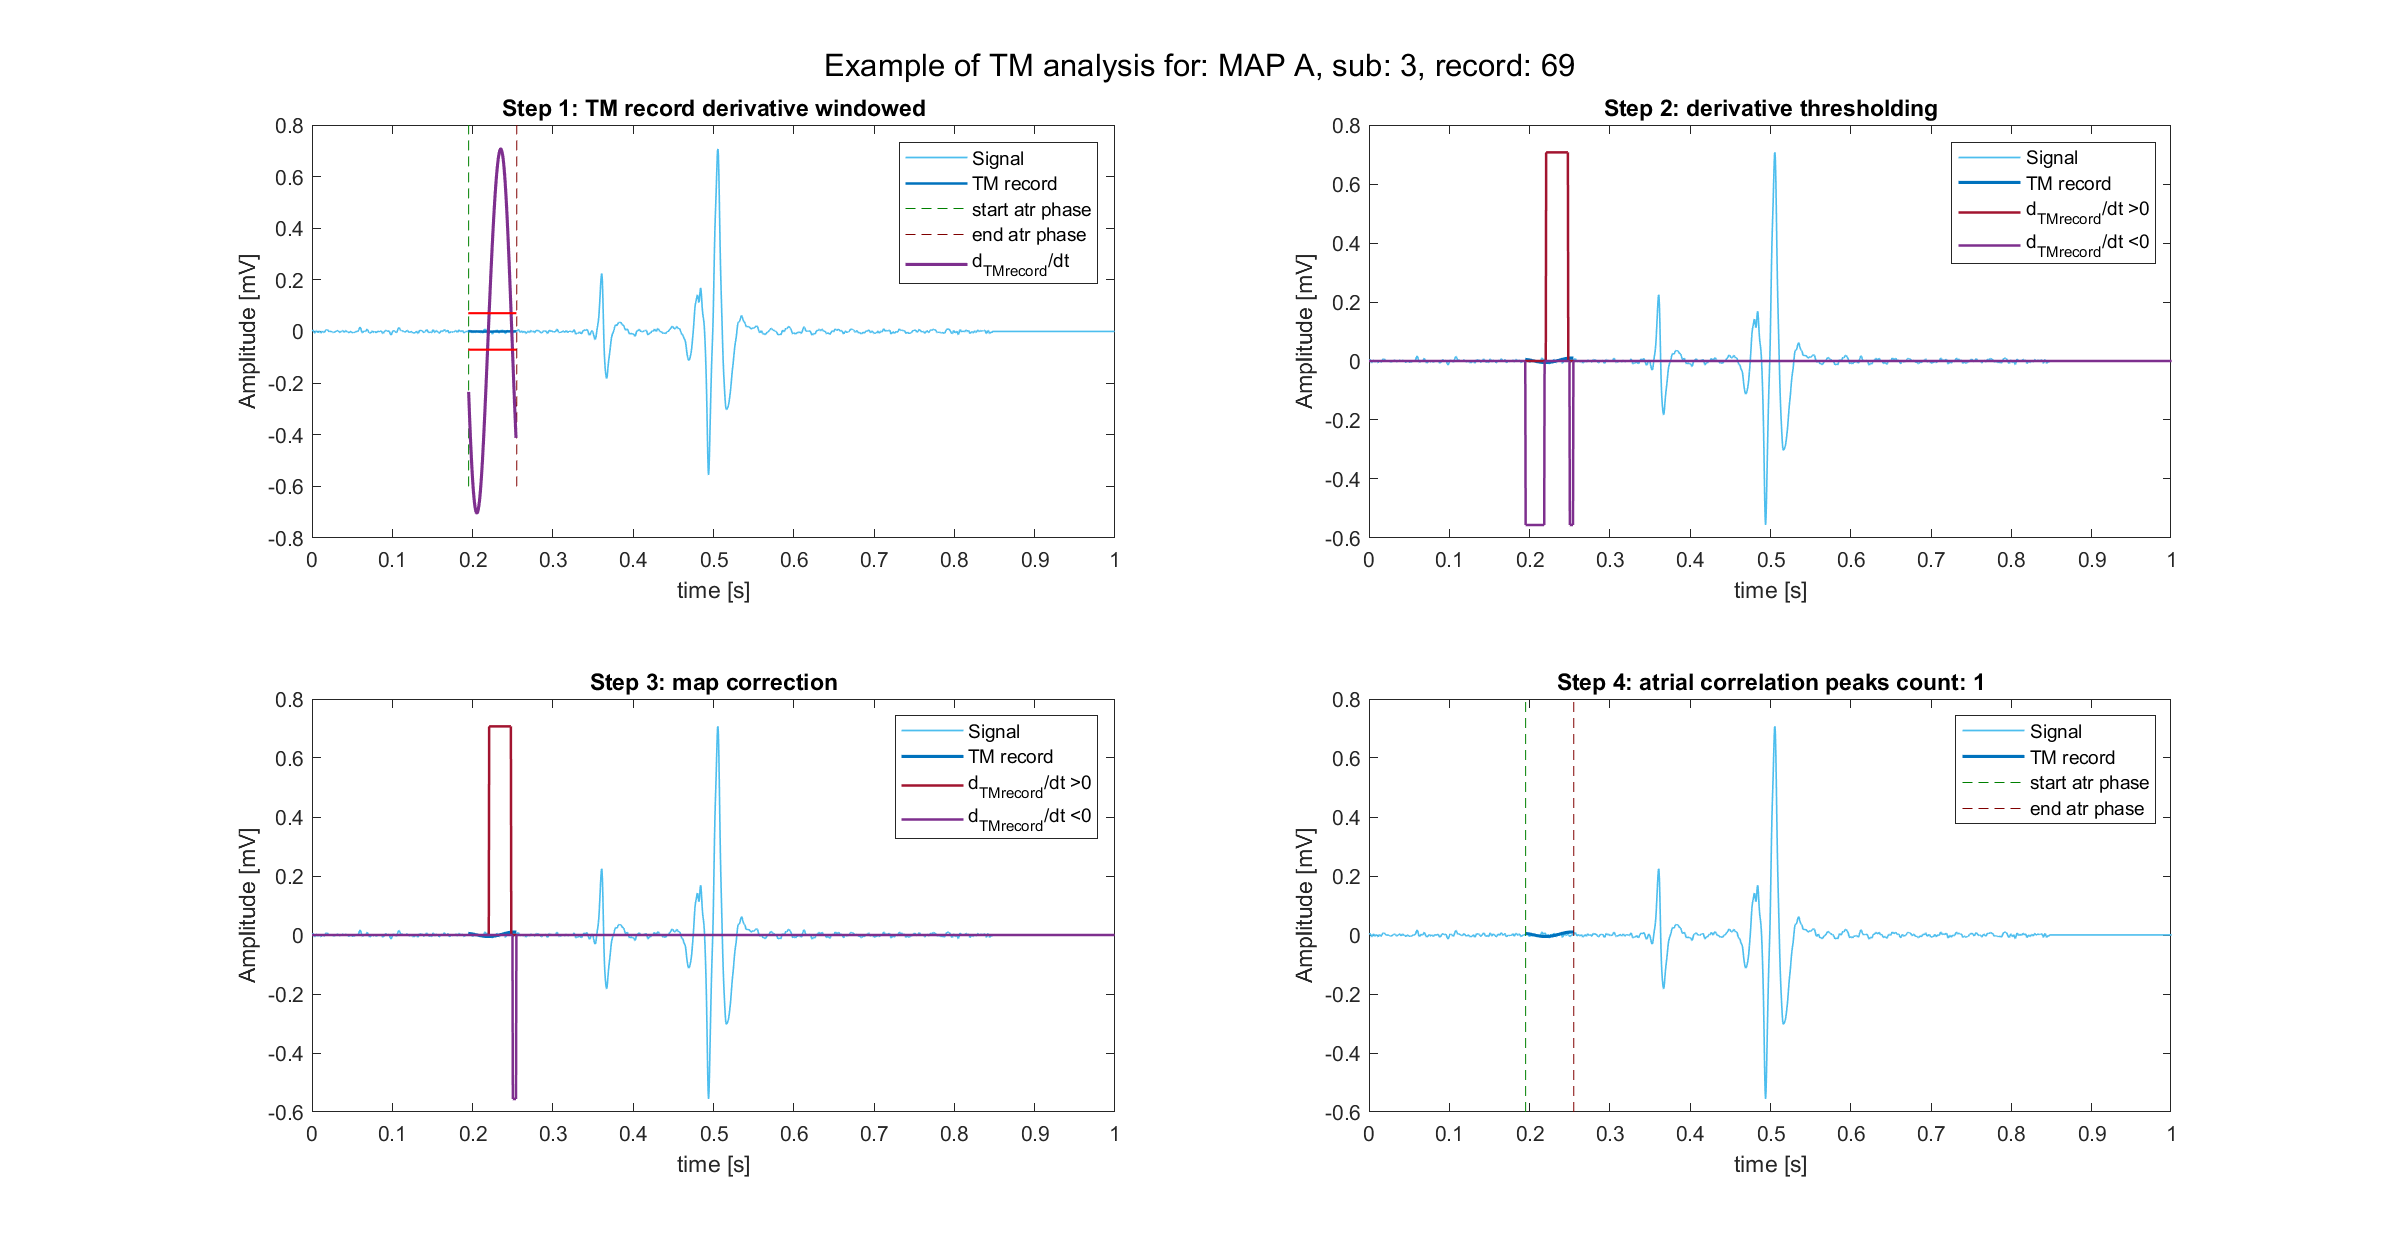 Example of TM analysis for: MAP A, sub: 3, record: 69
Step 1: TM record derivative windowed
0.8
0.6
0.4
0.2
0
-0.2
-0.4
-0.6
-0.8
Amplitude [mV]
0 0.1 0.2 0.3 0.4 0.5 0.6 0.7 0.8 0.9 1
time [s]
Signal
TM record
start atr phase
end atr phase
dTMrecord/dt
Step 2: derivative thresholding
0.8
0.6
0.4
0.2
0
-0.2
-0.4
-0.6
Amplitude [mV]
0 0.1 0.2 0.3 0.4 0.5 0.6 0.7 0.8 0.9 1
time [s]
Signal
TM record
dTMrecord/dt >0
dTMrecord/dt <0
Step 3: map correction
0.8
0.6
0.4
0.2
0
-0.2
-0.4
-0.6
Amplitude [mV]
0 0.1 0.2 0.3 0.4 0.5 0.6 0.7 0.8 0.9 1
time [s]
Signal
TM record
dTMrecord/dt >0
dTMrecord/dt <0
Step 4: atrial correlation peaks count: 1
0.8
0.6
0.4
0.2
0
-0.2
-0.4
-0.6
Amplitude [mV]
0 0.1 0.2 0.3 0.4 0.5 0.6 0.7 0.8 0.9 1
time [s]
Signal
TM record
start atr phase
end atr phase